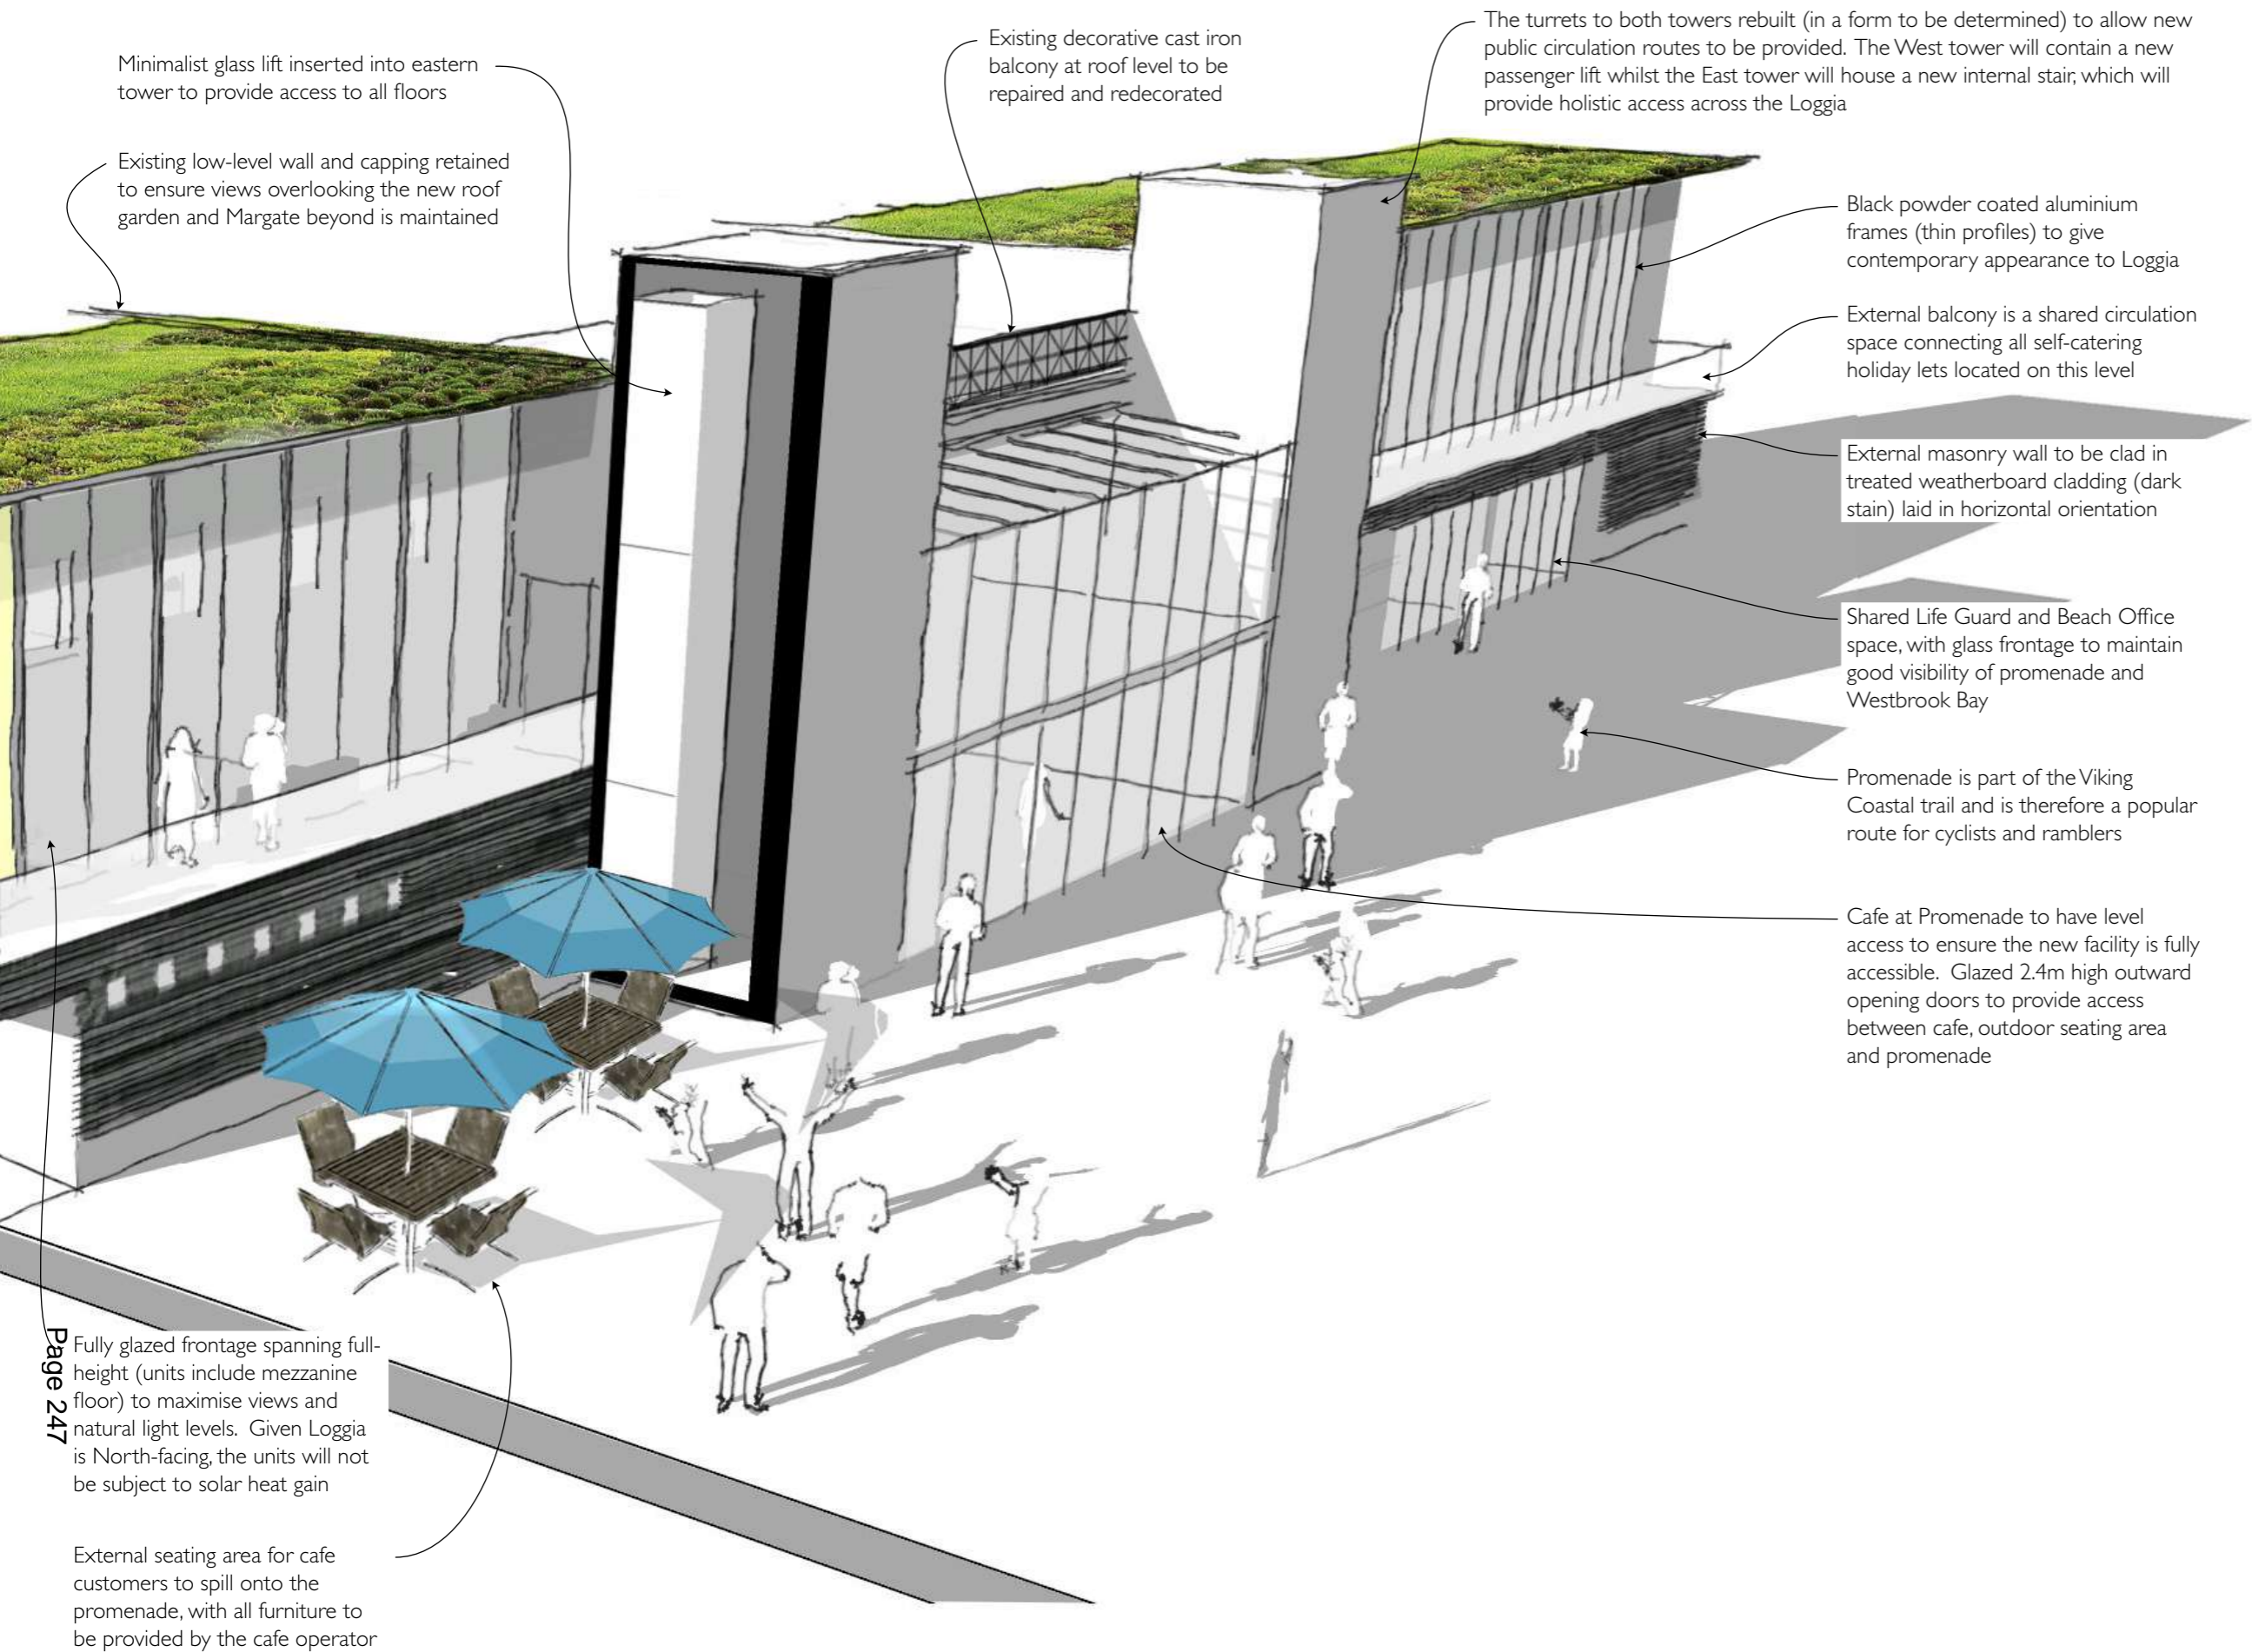 Minimalist glass lift inserted into eastern
tower to provide access to all floors
Existing low-level wall and capping retained
to ensure views overlooking the new roof
garden and Margate beyond is maintained
Existing decorative cast iron
balcony at roof level to be
repaired and redecorated
The turrets to both towers rebuilt (in a form to be determined) to allow new
public circulation routes to be provided. The West tower will contain a new
passenger lift whilst the East tower will house a new internal stair, which will
provide holistic access across the Loggia
Black powder coated aluminium
frames (thin profiles) to give
contemporary appearance to Loggia
External balcony is a shared circulation
space connecting all self-catering
holiday lets located on this level
External masonry wall to be clad in
treated weatherboard cladding (dark
stain) laid in horizontal orientation
Shared Life Guard and Beach Office
space, with glass frontage to maintain
good visibility of promenade and
Westbrook Bay
Promenade is part of the Viking
Coastal trail and is therefore a popular
route for cyclists and ramblers
Cafe at Promenade to have level
access to ensure the new facility is fully
accessible. Glazed 2.4m high outward
opening doors to provide access
between cafe, outdoor seating area
and promenade
Page 247
Fully glazed frontage spanning full-
height (units include mezzanine
floor) to maximise views and
natural light levels. Given Loggia
is North-facing, the units will not
be subject to solar heat gain
External seating area for cafe
customers to spill onto the
promenade, with all furniture to
be provided by the cafe operator